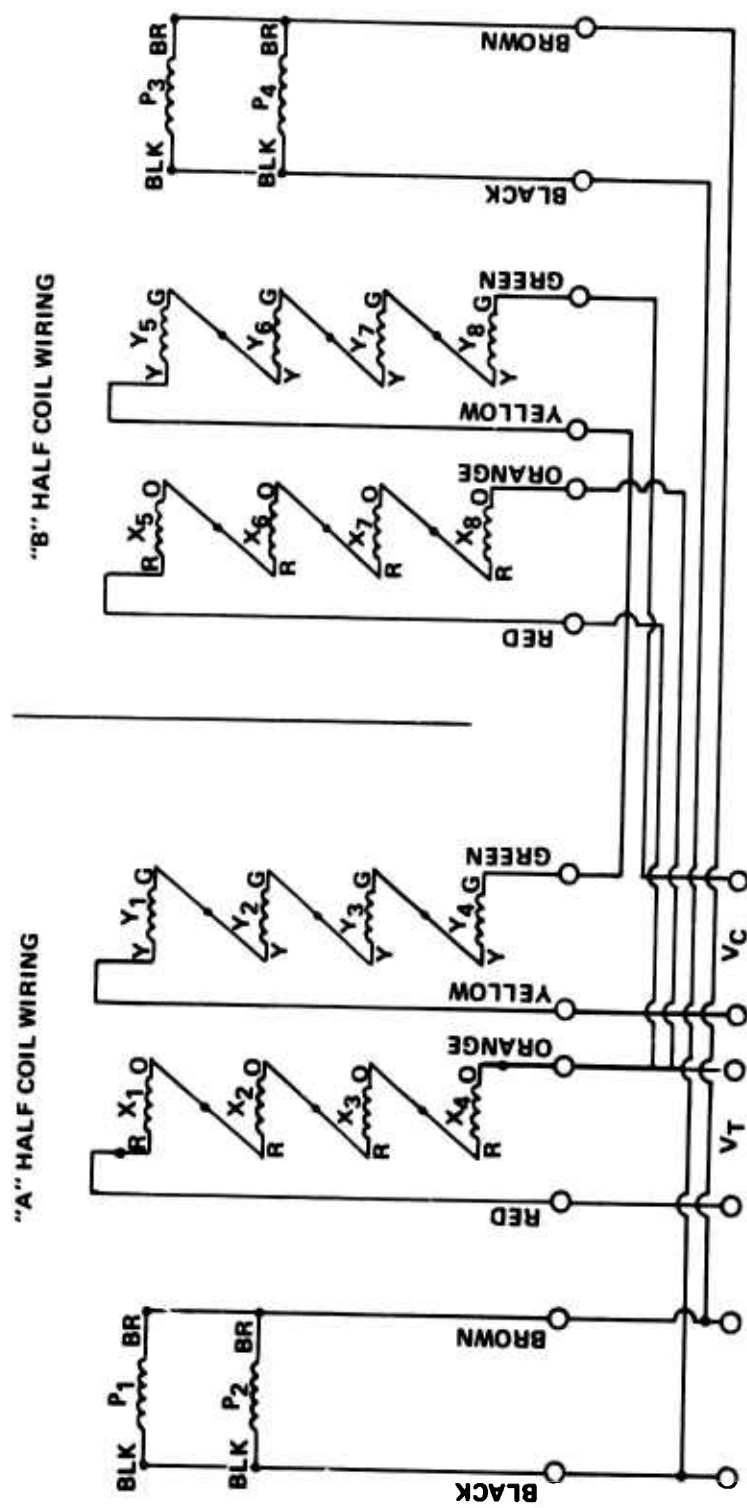 "A" HALF COIL WIRING
"B" HALF COIL WIRING
BLK P1 BR
BLK P2 BR
R X1 O
X2 O
R
X3 O
R
X4 O
R
Y Y1 G
Y2 G
Y
Y3 G
Y
Y4 G
Y
R X5 O
X6 O
R
X7 O
R
X8 O
R
Y Y5 G
Y6 G
Y
Y7 G
Y
Y8 G
Y
BLK P3 BR
BLK P4 BR
BLACK
BROWN
RED
ORANGE
YELLOW
GREEN
RED
ORANGE
YELLOW
GREEN
BLACK
BROWN
VT
VC